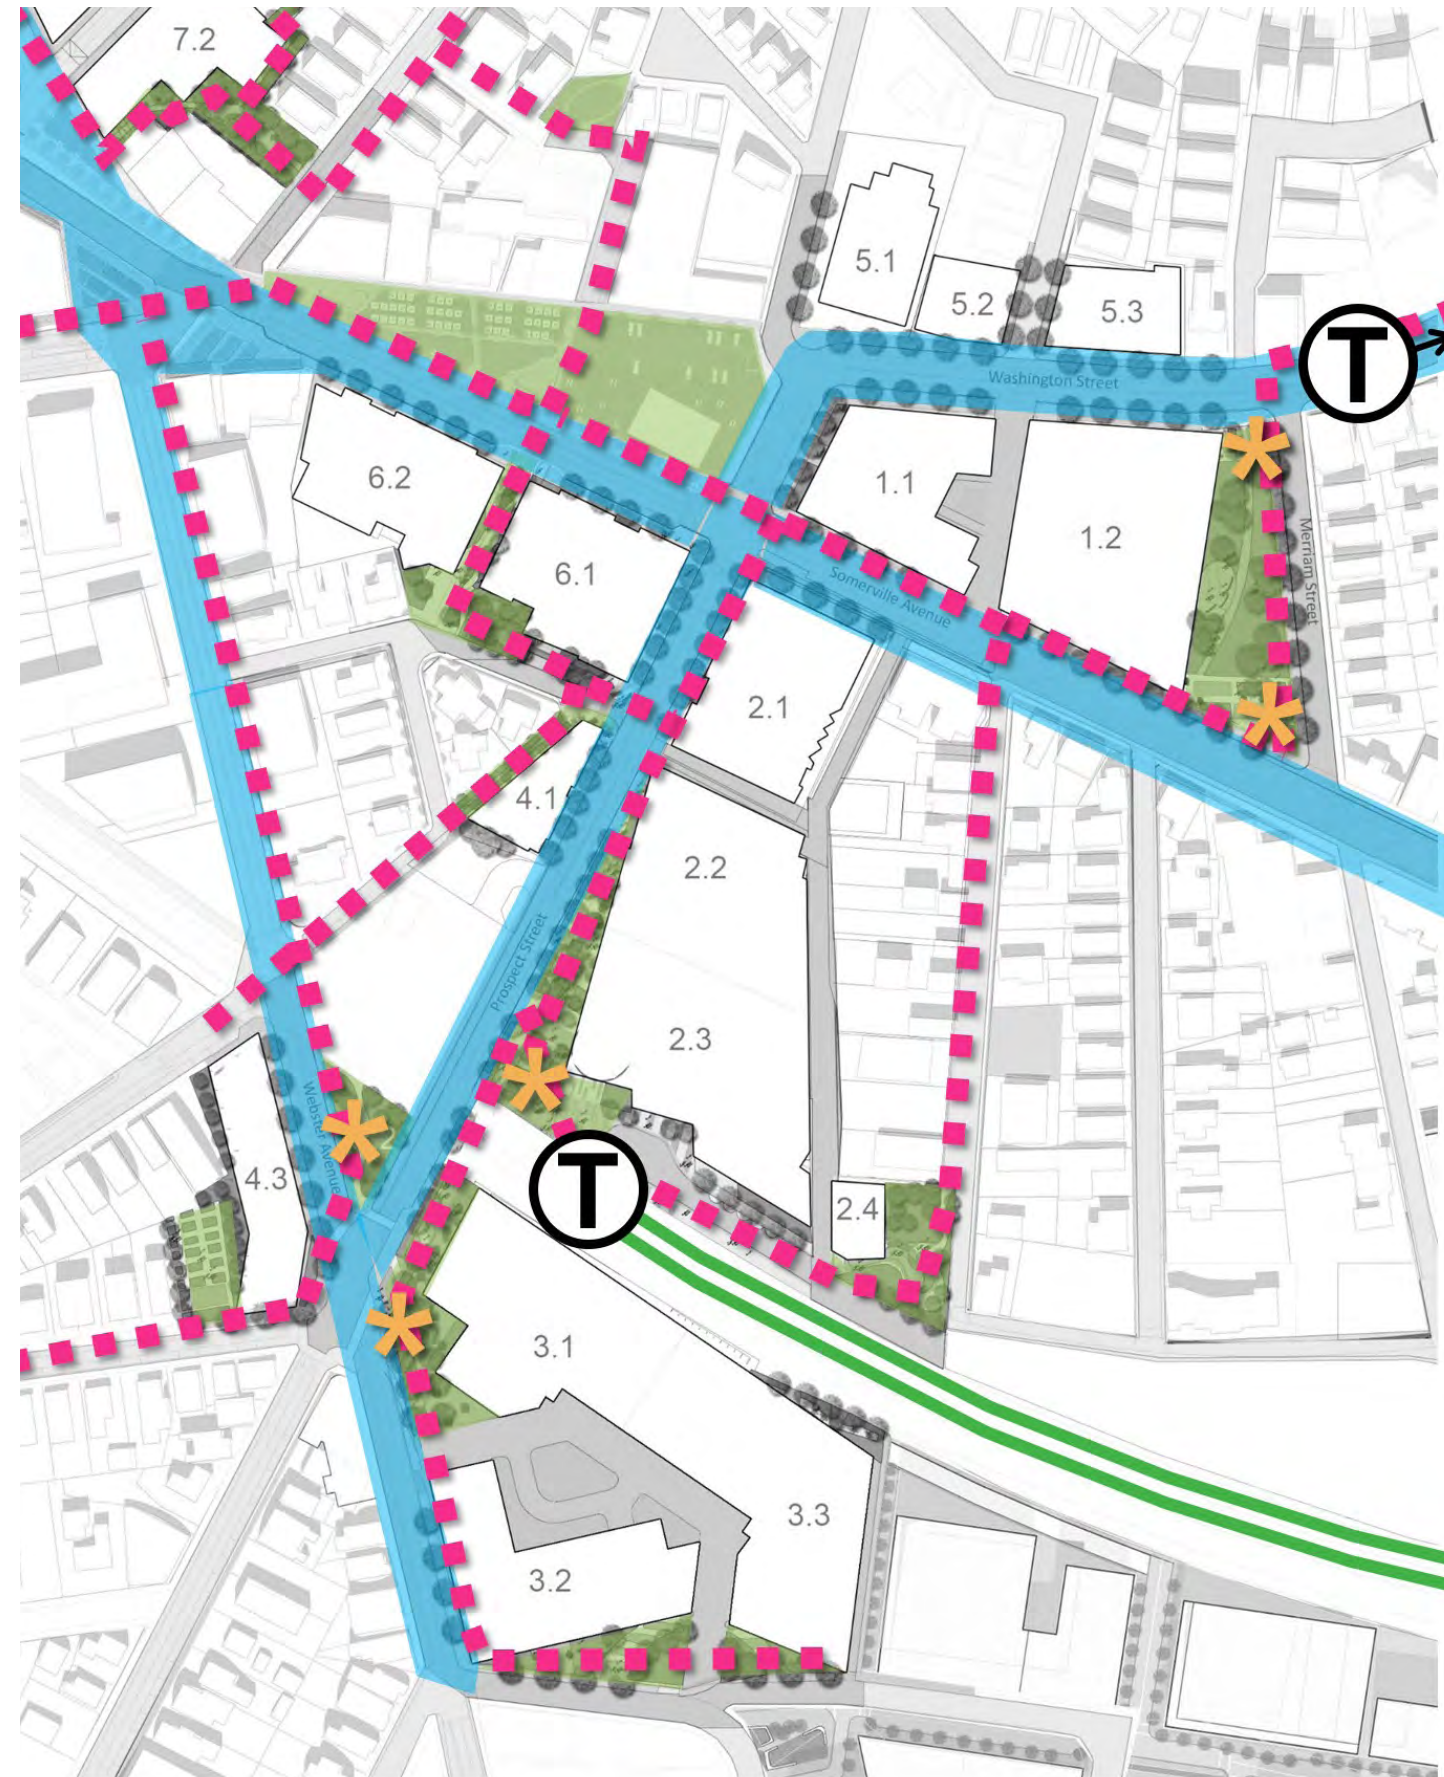 7.2
5.1
5.2
5.3
T
Washington Street
6.2
1.1
1.2
6.1
Somerville Avenue
Merriam Street
2.1
4.1
2.2
Prospect Street
2.3
Webster Avenue
4.3
T
2.4
3.1
3.3
3.2